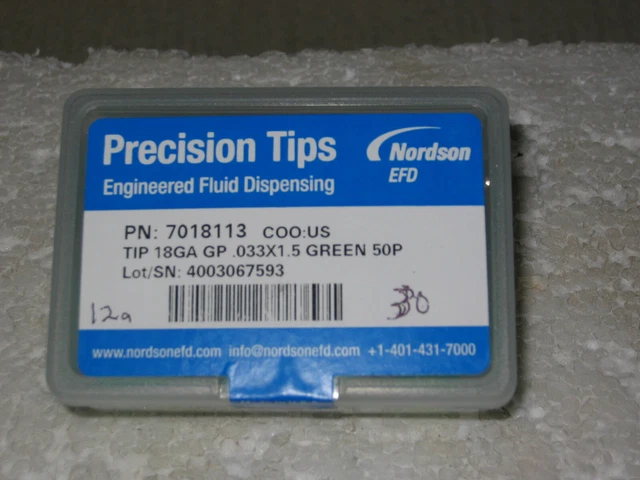 Precision Tips
Engineered Fluid Dispensing
Nordson
EFD
PN: 7018113 COO:US
TIP 18GA GP .033X1.5 GREEN 50P
Lot/SN: 4003067593
12a
www.nordsonefd.com info@nordsonefd.com +1-401-431-7000